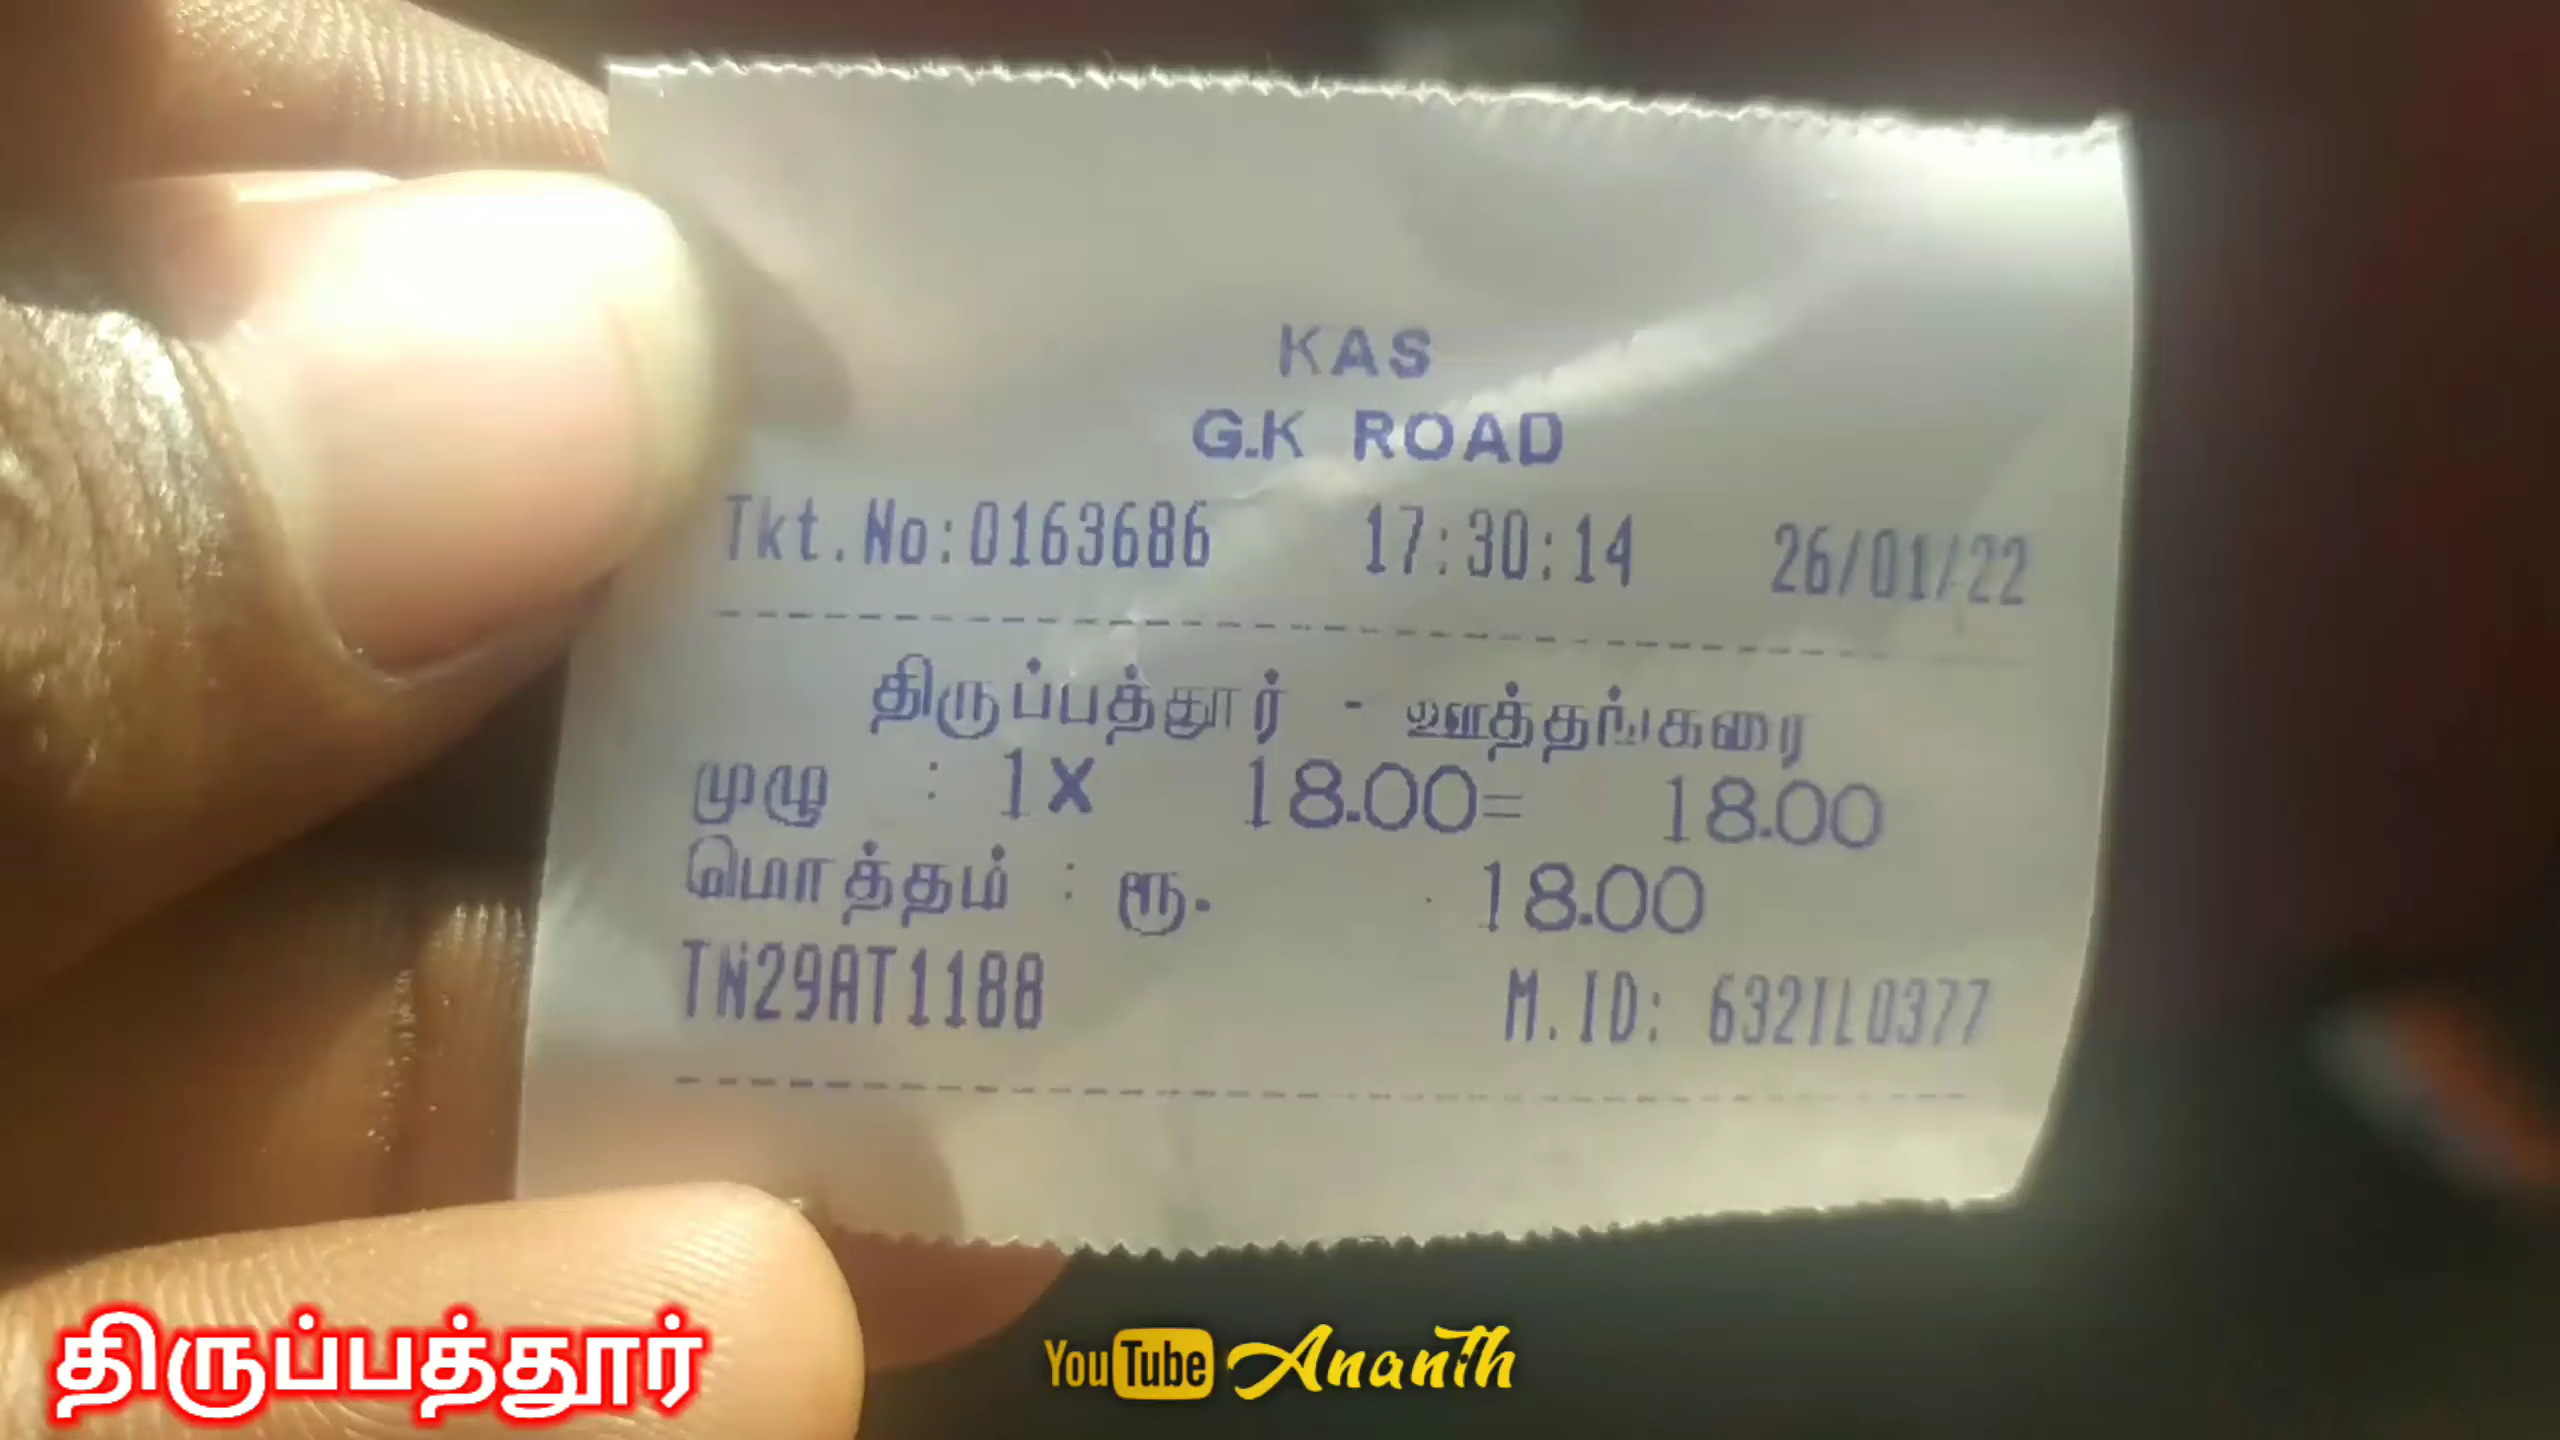 KAS
G.K ROAD
Tkt.No:0163686 17:30:14 26/01/22
திருப்பத்தூர் - ஊத்தங்கரை
முழு : 1X 18.00= 18.00
மொத்தம் : ரூ. 18.00
TN29AT1188 M.ID: 632IL0377
திருப்பத்தூர்
YouTube Ananth